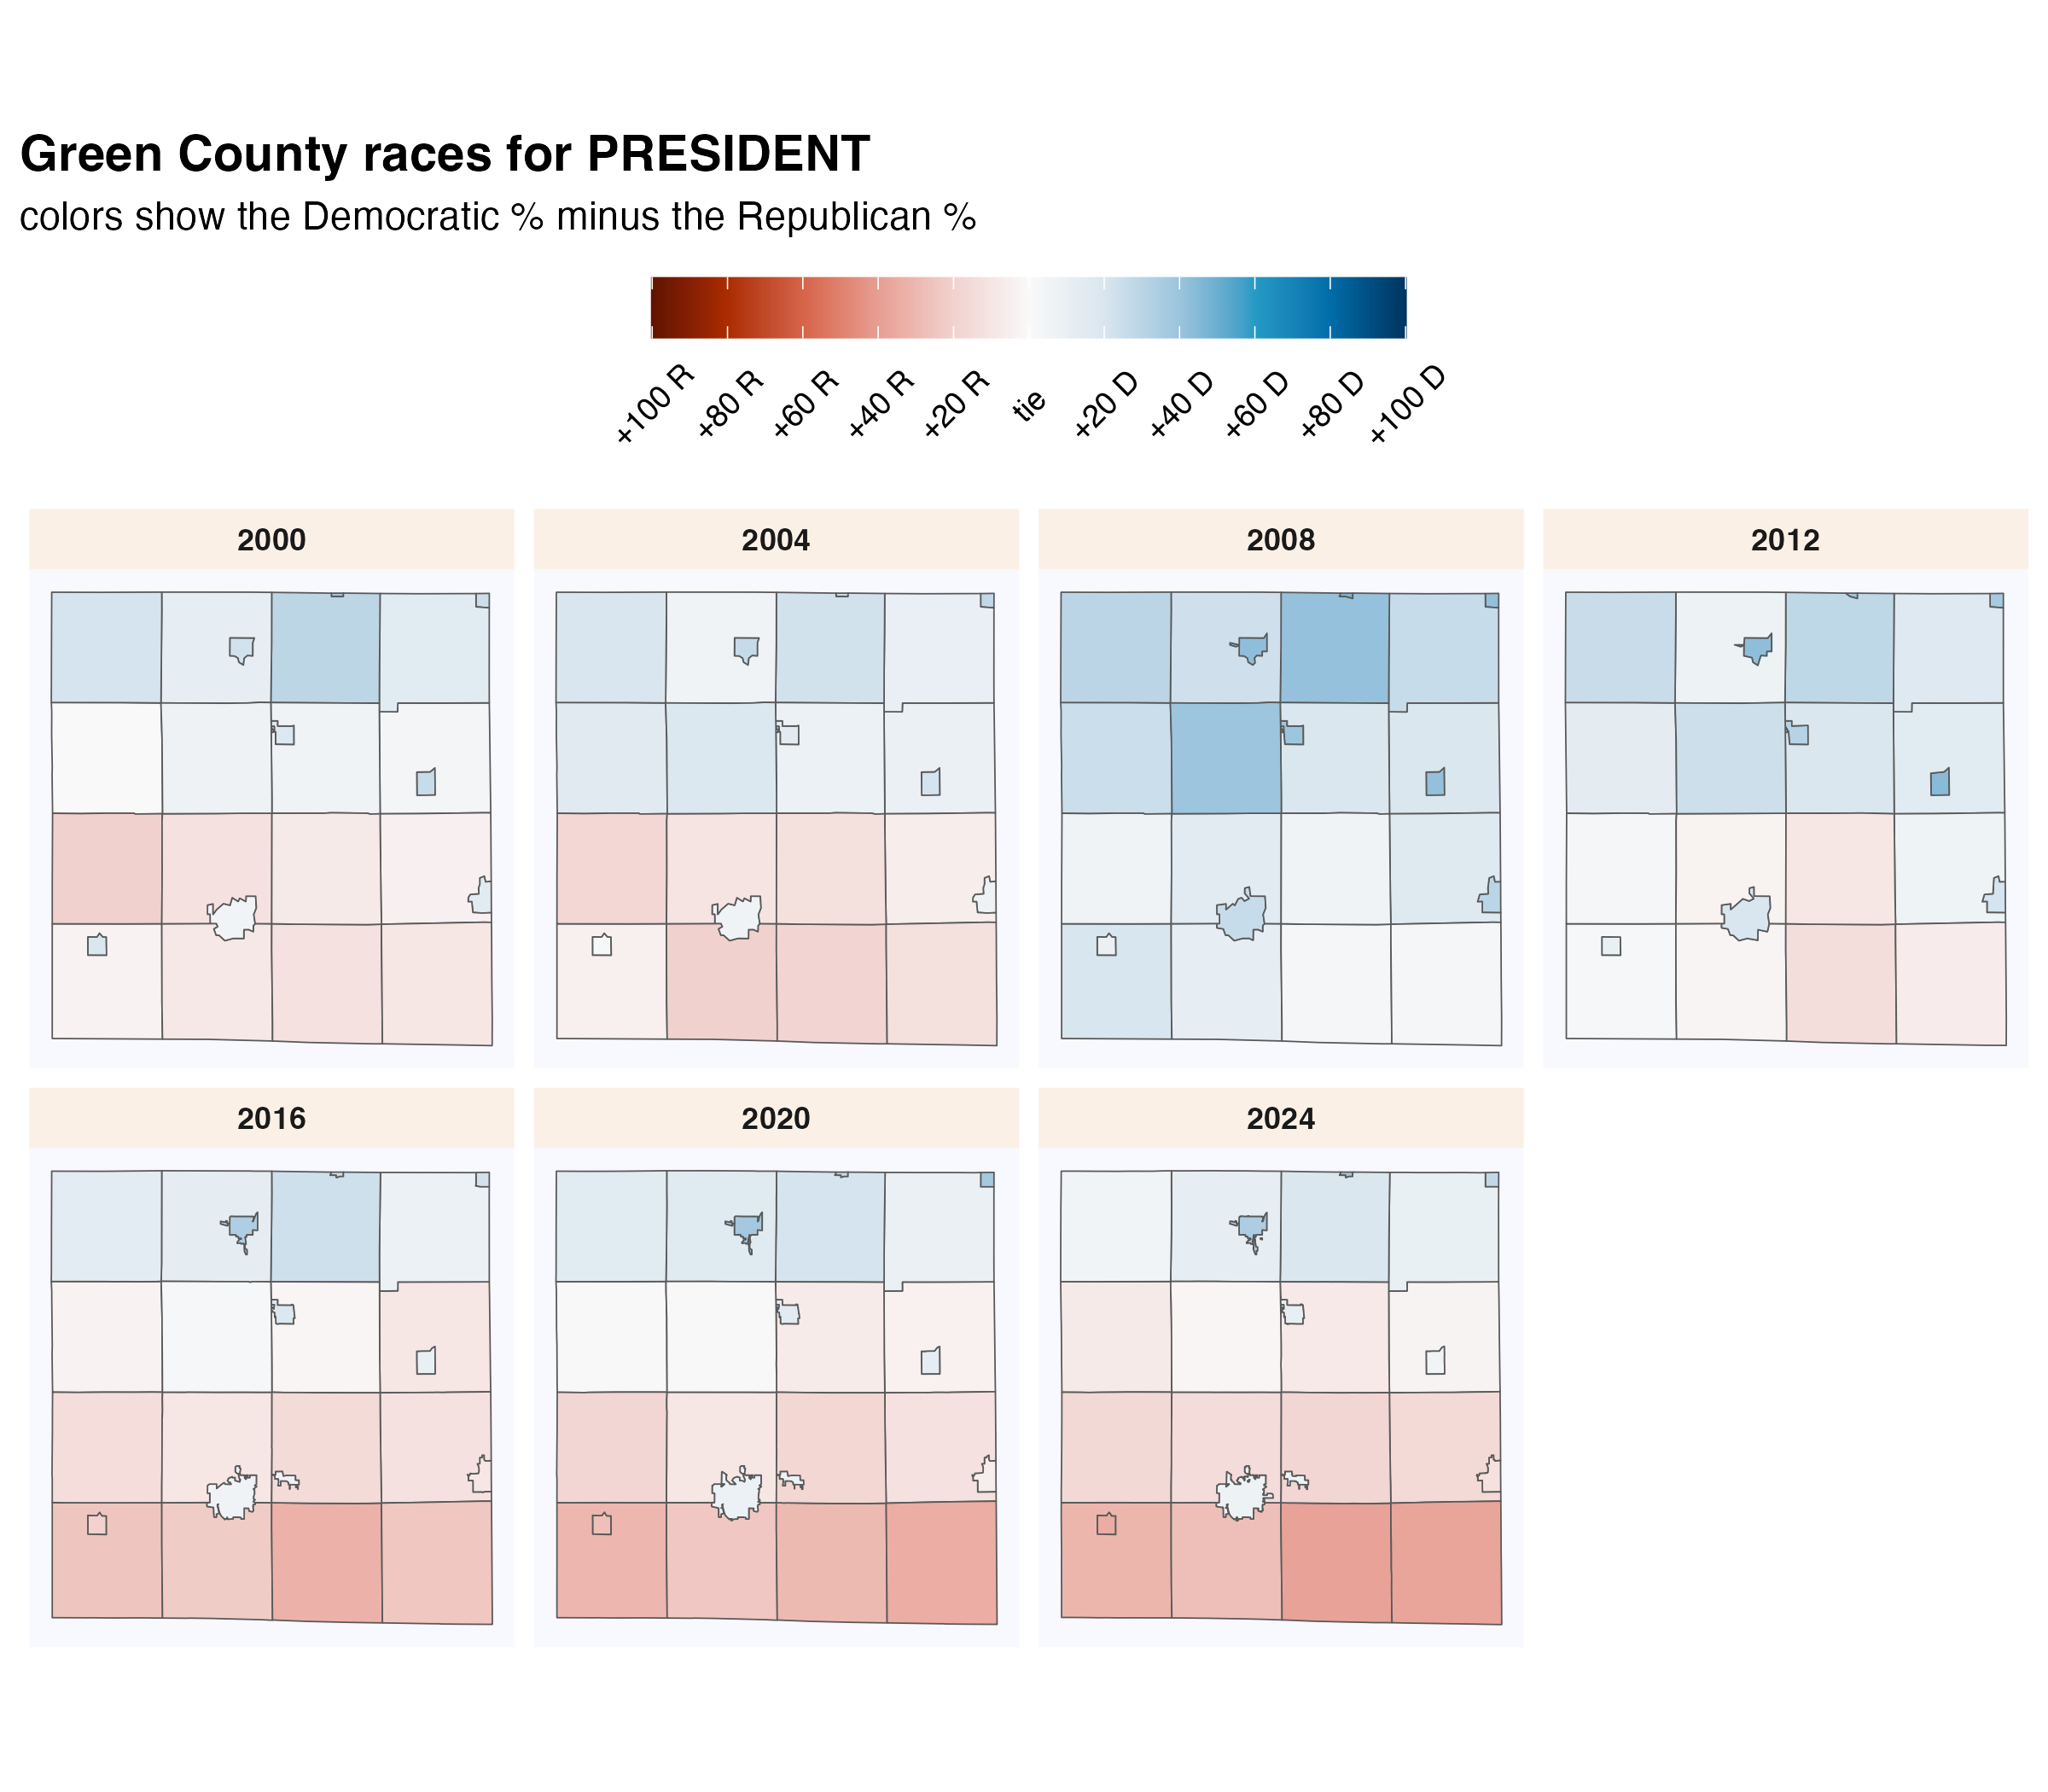 Green County races for PRESIDENT
colors show the Democratic % minus the Republican %
+100 R
+80 R
+60 R
+40 R
+20 R
tie
+20 D
+40 D
+60 D
+80 D
+100 D
2000
2004
2008
2012
2016
2020
2024